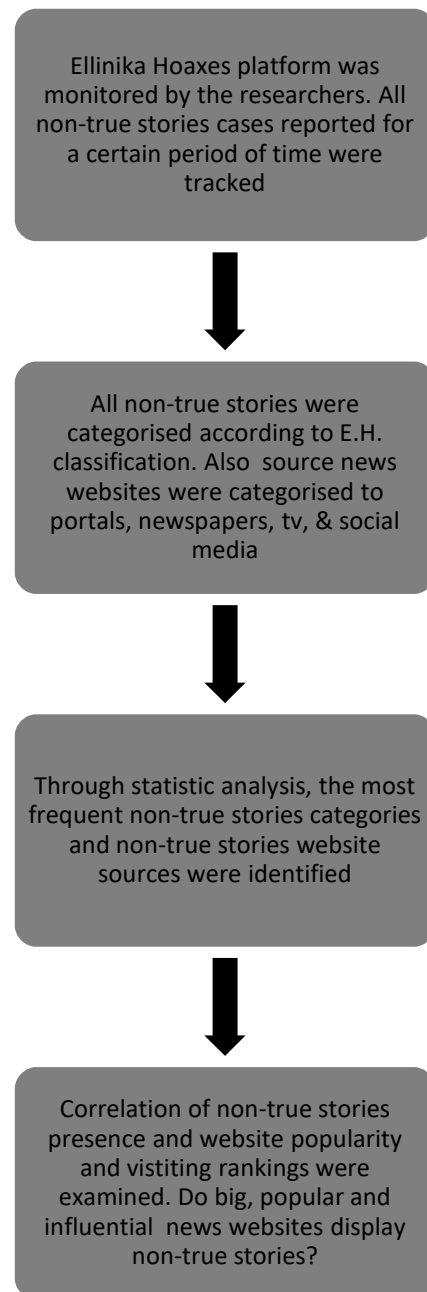 Ellinika Hoaxes platform was
monitored by the researchers. All
non-true stories cases reported for
a certain period of time were
tracked
All non-true stories were
categorised according to E.H.
classification. Also source news
websites were categorised to
portals, newspapers, tv, & social
media
Through statistic analysis, the most
frequent non-true stories categories
and non-true stories website
sources were identified
Correlation of non-true stories
presence and website popularity
and vistiting rankings were
examined. Do big, popular and
influential news websites display
non-true stories?